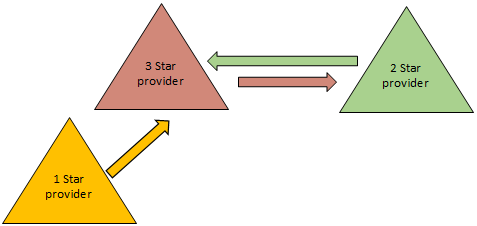 3 Star
provider
2 Star
provider
1 Star
provider